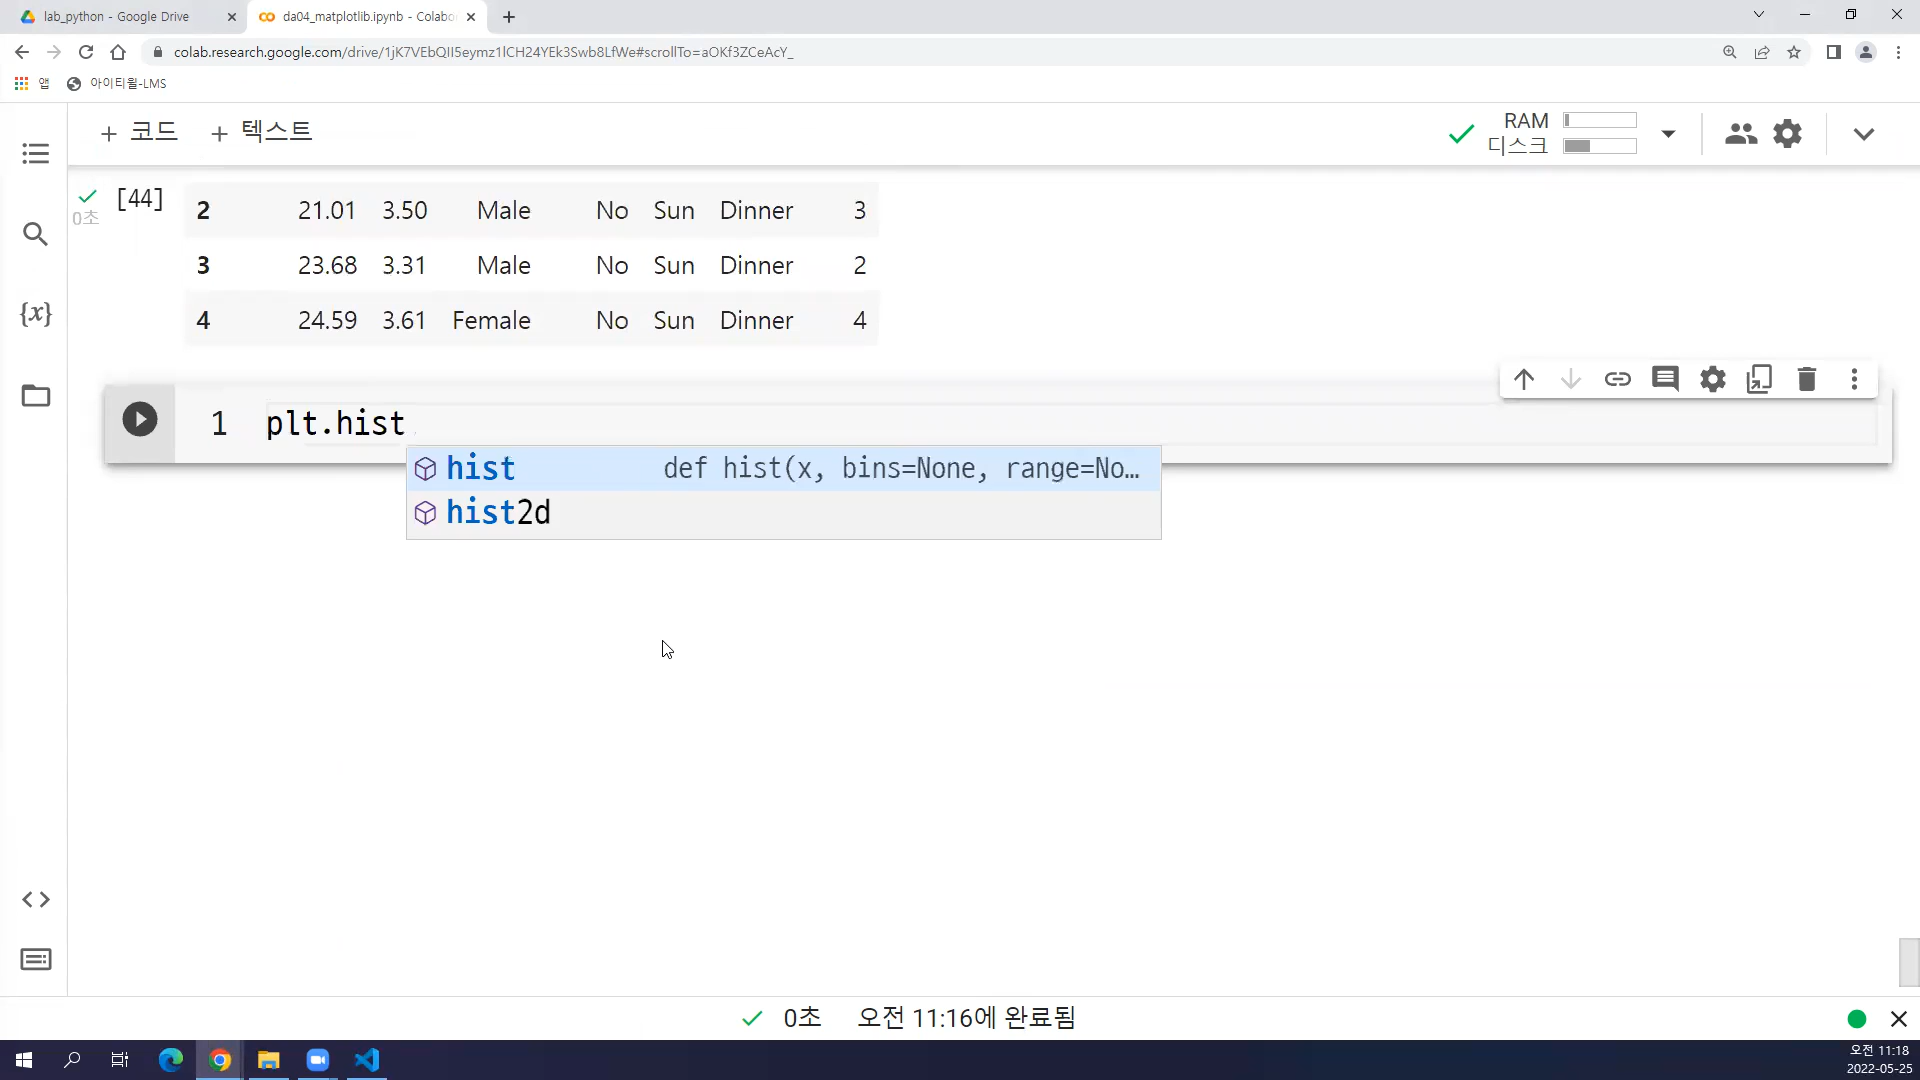 lab_python - Google Drive
da04_matplotlib.ipynb - Colabo
colab.research.google.com/drive/1jK7VEbQII5eymz1lCH24YEk3Swb8LfWe#scrollTo=aOKf3ZCeAcY_
앱 아이티윌-LMS
+ 코드 + 텍스트
RAM
디스크
[44]
0초
2 21.01 3.50 Male No Sun Dinner 3
3 23.68 3.31 Male No Sun Dinner 2
4 24.59 3.61 Female No Sun Dinner 4
1 plt.hist
hist def hist(x, bins=None, range=No…
hist2d
{x}
0초 오전 11:16에 완료됨
오전 11:18
2022-05-25